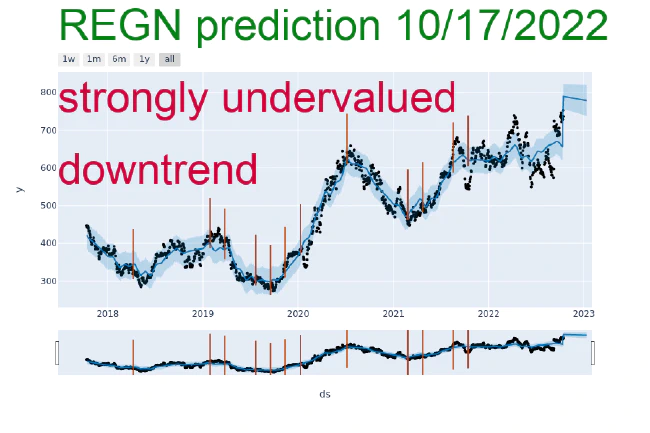 REGN prediction 10/17/2022
1w 1m 6m 1y all
strongly undervalued
downtrend
y
800
700
600
500
400
300
2018 2019 2020 2021 2022 2023
ds